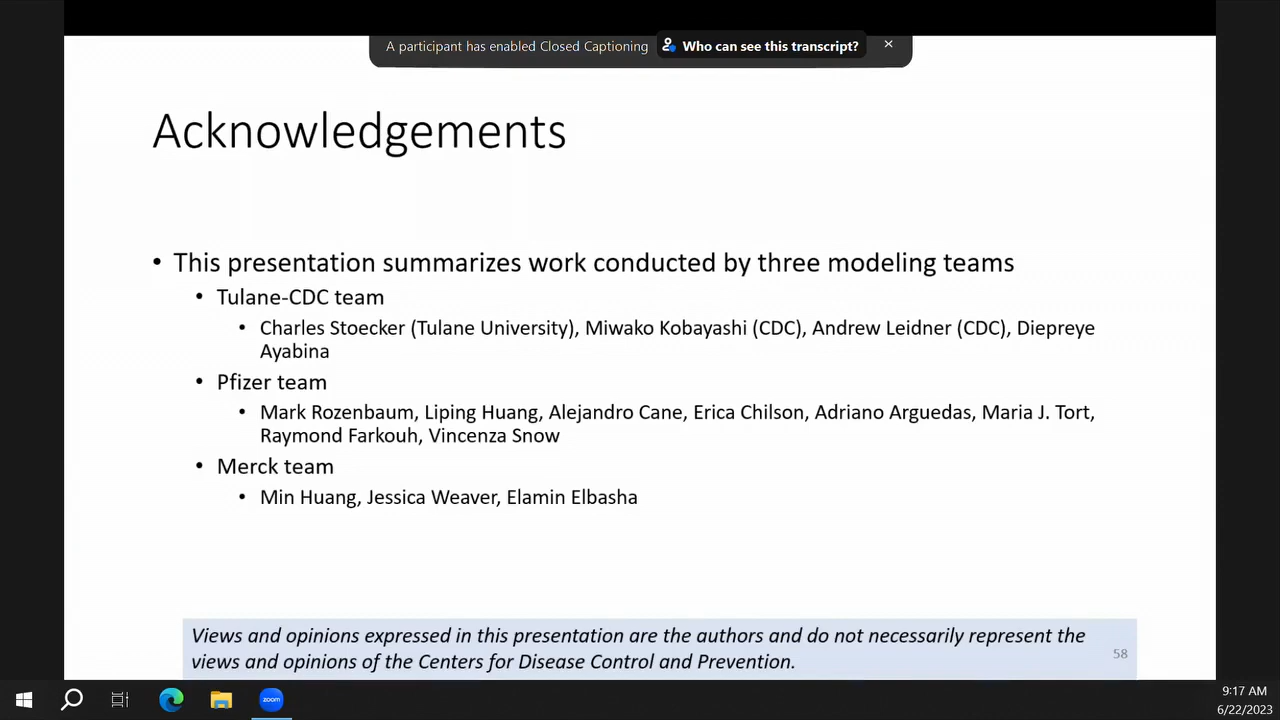 A participant has enabled Closed Captioning Who can see this transcript? ×
Acknowledgements
• This presentation summarizes work conducted by three modeling teams
• Tulane-CDC team
• Charles Stoecker (Tulane University), Miwako Kobayashi (CDC), Andrew Leidner (CDC), Diepreye
Ayabina
• Pfizer team
• Mark Rozenbaum, Liping Huang, Alejandro Cane, Erica Chilson, Adriano Arguedas, Maria J. Tort,
Raymond Farkouh, Vincenza Snow
• Merck team
• Min Huang, Jessica Weaver, Elamin Elbasha
Views and opinions expressed in this presentation are the authors and do not necessarily represent the
views and opinions of the Centers for Disease Control and Prevention.
58
zoom
9:17 AM
6/22/2023